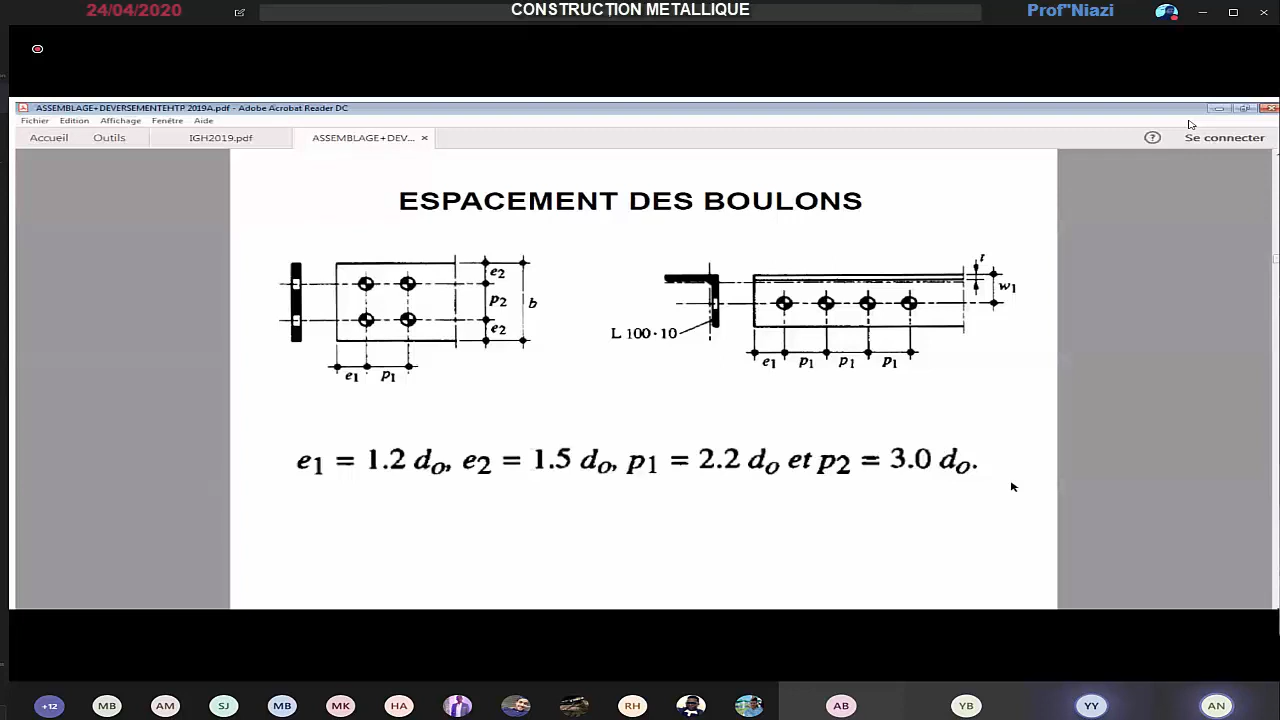 24/04/2020
CONSTRUCTION METALLIQUE
Prof"Niazi
ASSEMBLAGE+DEVERSEMENTEHTP 2019A.pdf - Adobe Acrobat Reader DC
Fichier Edition Affichage Fenêtre Aide
Accueil Outils IGH2019.pdf ASSEMBLAGE+DEV... × ? Se connecter
ESPACEMENT DES BOULONS
e2
p2
e2
b
e1 p1
t
w1
L 100·10
e1 p1 p1 p1
e1 = 1.2 do, e2 = 1.5 do, p1 = 2.2 do et p2 = 3.0 do.
+12 MB AM SJ MB MK HA RH AB YB YY AN